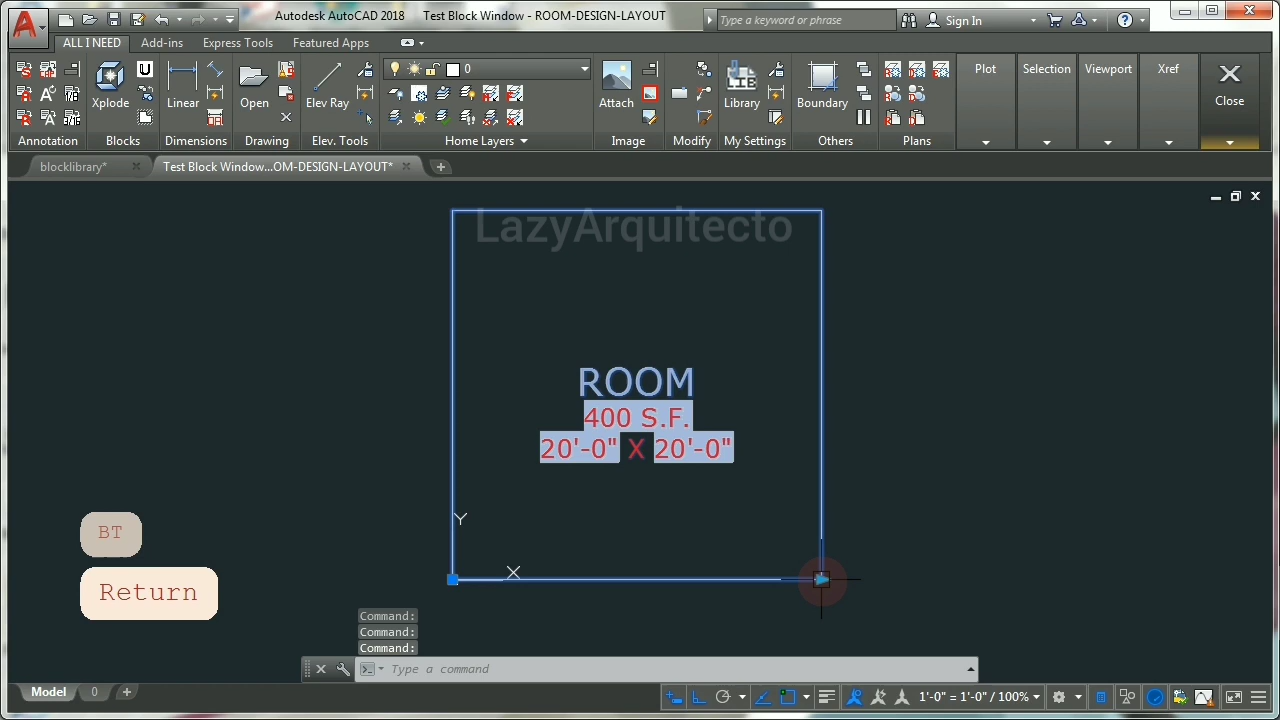 Autodesk AutoCAD 2018 Test Block Window - ROOM-DESIGN-LAYOUT
Type a keyword or phrase
Sign In
ALL I NEED
Add-ins
Express Tools
Featured Apps
0
Xplode
Linear
Open
Elev Ray
Attach
Library
Boundary
Plot
Selection
Viewport
Xref
Close
Annotation
Blocks
Dimensions
Drawing
Elev. Tools
Home Layers
Image
Modify
My Settings
Others
Plans
blocklibrary*
Test Block Window...OM-DESIGN-LAYOUT*
LazyArquitecto
ROOM
400 S.F.
20'-0" X 20'-0"
Y
X
BT
Return
Command:
Command:
Command:
Type a command
Model
0
1'-0" = 1'-0" / 100%